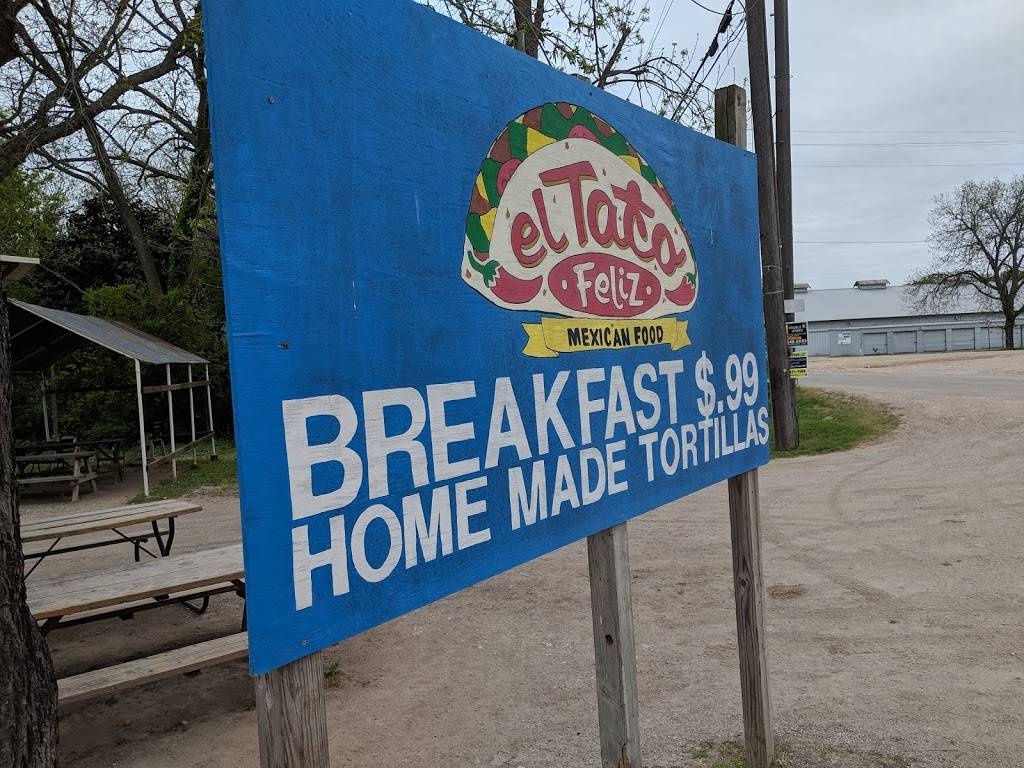 el Taco
Feliz
MEXICAN FOOD
BREAKFAST $.99
HOME MADE TORTILLAS